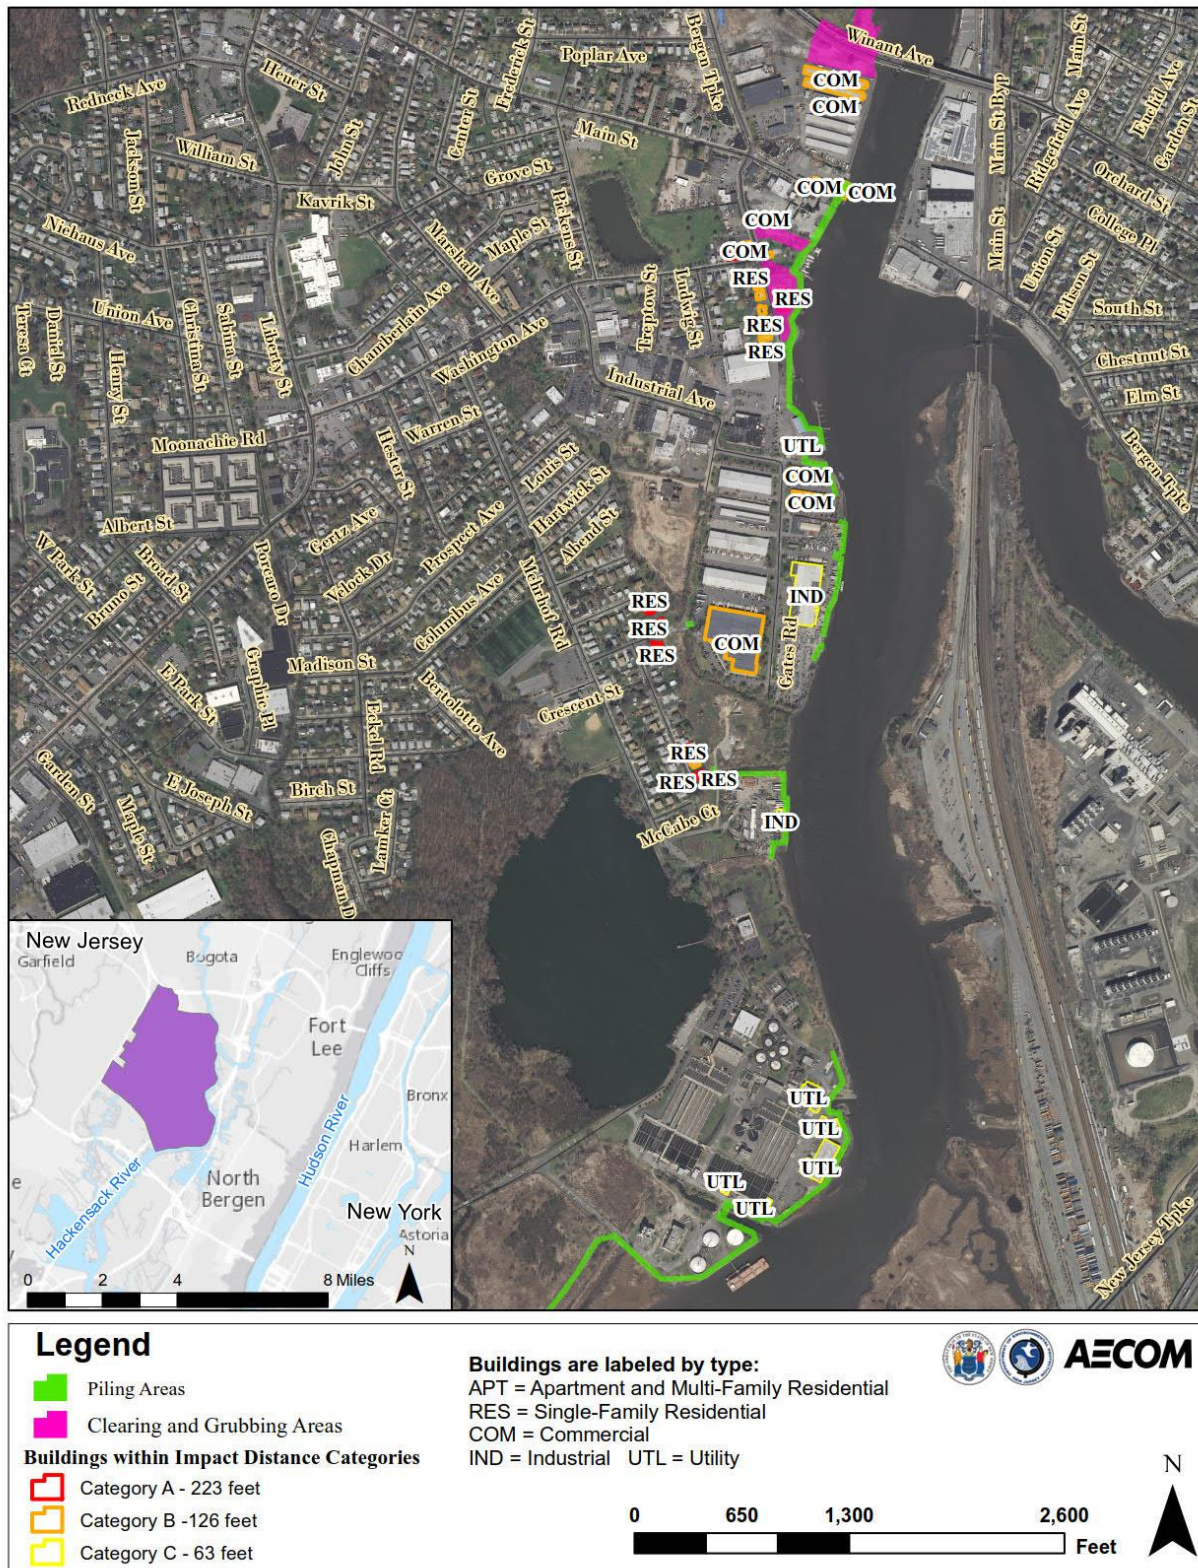 Winant Ave
Poplar Ave
Frederick St
Bergen Tpke
Main St
Main St Byp
Euclid Ave
Garden St
Ridgefield Ave
Heuer St
Redneck Ave
Center St
COM
COM
Jackson St
William St
John St
Main St
Orchard St
Grove St
College Pl
Kavrik St
COM
COM
Pickens St
Niehaus Ave
Marshall Ave
Maple St
COM
Main St
Union St
Edison St
COM
RES
Treptow St
Ludwig St
RES
South St
Teresa Ct
Daniel St
Union Ave
Christina St
Sabina St
Liberty St
Chamberlain Ave
Washington Ave
RES
RES
Chestnut St
Henry St
Industrial Ave
Elm St
Moonachie Rd
Hester St
Warren St
UTL
Bergen Tpke
Louis St
COM
Hartwick St
COM
Albert St
Gertz Ave
Prospect Ave
Abend St
W Park St
Broad St
Bruno St
Porcaro Dr
Velock Dr
Columbus Ave
Mehrhof Rd
RES
IND
RES
COM
RES
Gates Rd
Madison St
E Park St
Graphire Pl
Bertolotto Ave
Crescent St
Eckel Rd
RES
RES
RES
Garden St
E Joseph St
Birch St
Maple St
Lamker Ct
McCabe Ct
IND
Chapman D
UTL
UTL
UTL
UTL
UTL
New Jersey Tpke
New Jersey
Garfield
Bogota
Englewoo
Cliffs
Fort
Lee
Bronx
Hudson River
Harlem
e
North
Bergen
Hackensack River
New York
Astoria
N
0 2 4 8 Miles
Legend
Piling Areas
Clearing and Grubbing Areas
Buildings within Impact Distance Categories
Category A - 223 feet
Category B -126 feet
Category C - 63 feet
Buildings are labeled by type:
APT = Apartment and Multi-Family Residential
RES = Single-Family Residential
COM = Commercial
IND = Industrial UTL = Utility
AECOM
N
0 650 1,300 2,600
Feet